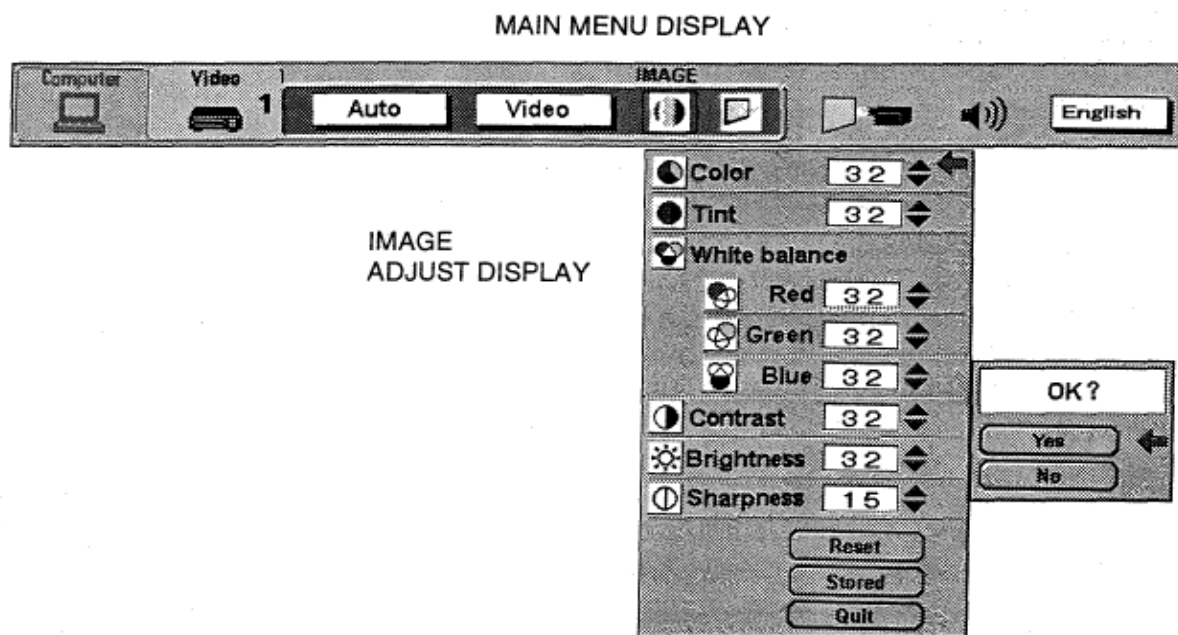 MAIN MENU DISPLAY
Computer
Video
1
IMAGE
Auto
Video
English
Color 32
Tint 32
IMAGE
ADJUST DISPLAY
White balance
Red 32
Green 32
Blue 32
OK?
Contrast 32
Yes
Brightness 32
No
Sharpness 15
Reset
Stored
Quit